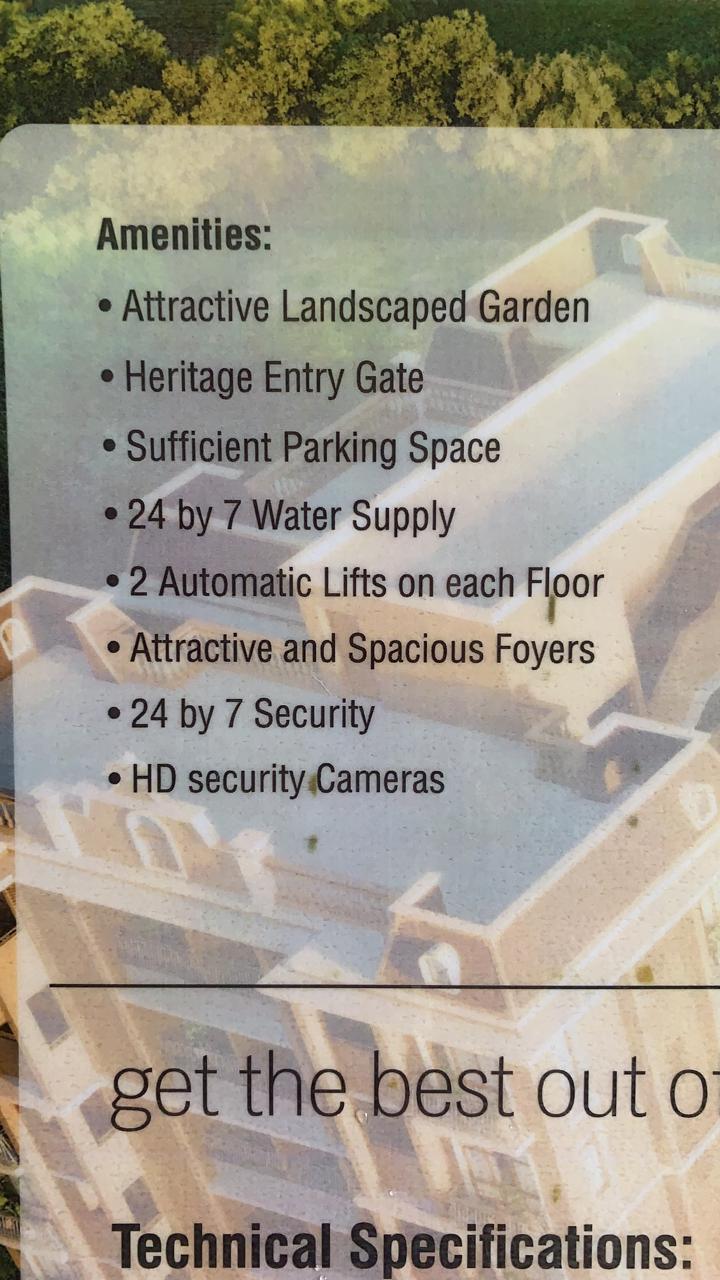 Amenities:
• Attractive Landscaped Garden
• Heritage Entry Gate
• Sufficient Parking Space
• 24 by 7 Water Supply
• 2 Automatic Lifts on each Floor
• Attractive and Spacious Foyers
• 24 by 7 Security
• HD security Cameras
get the best out of
Technical Specifications: